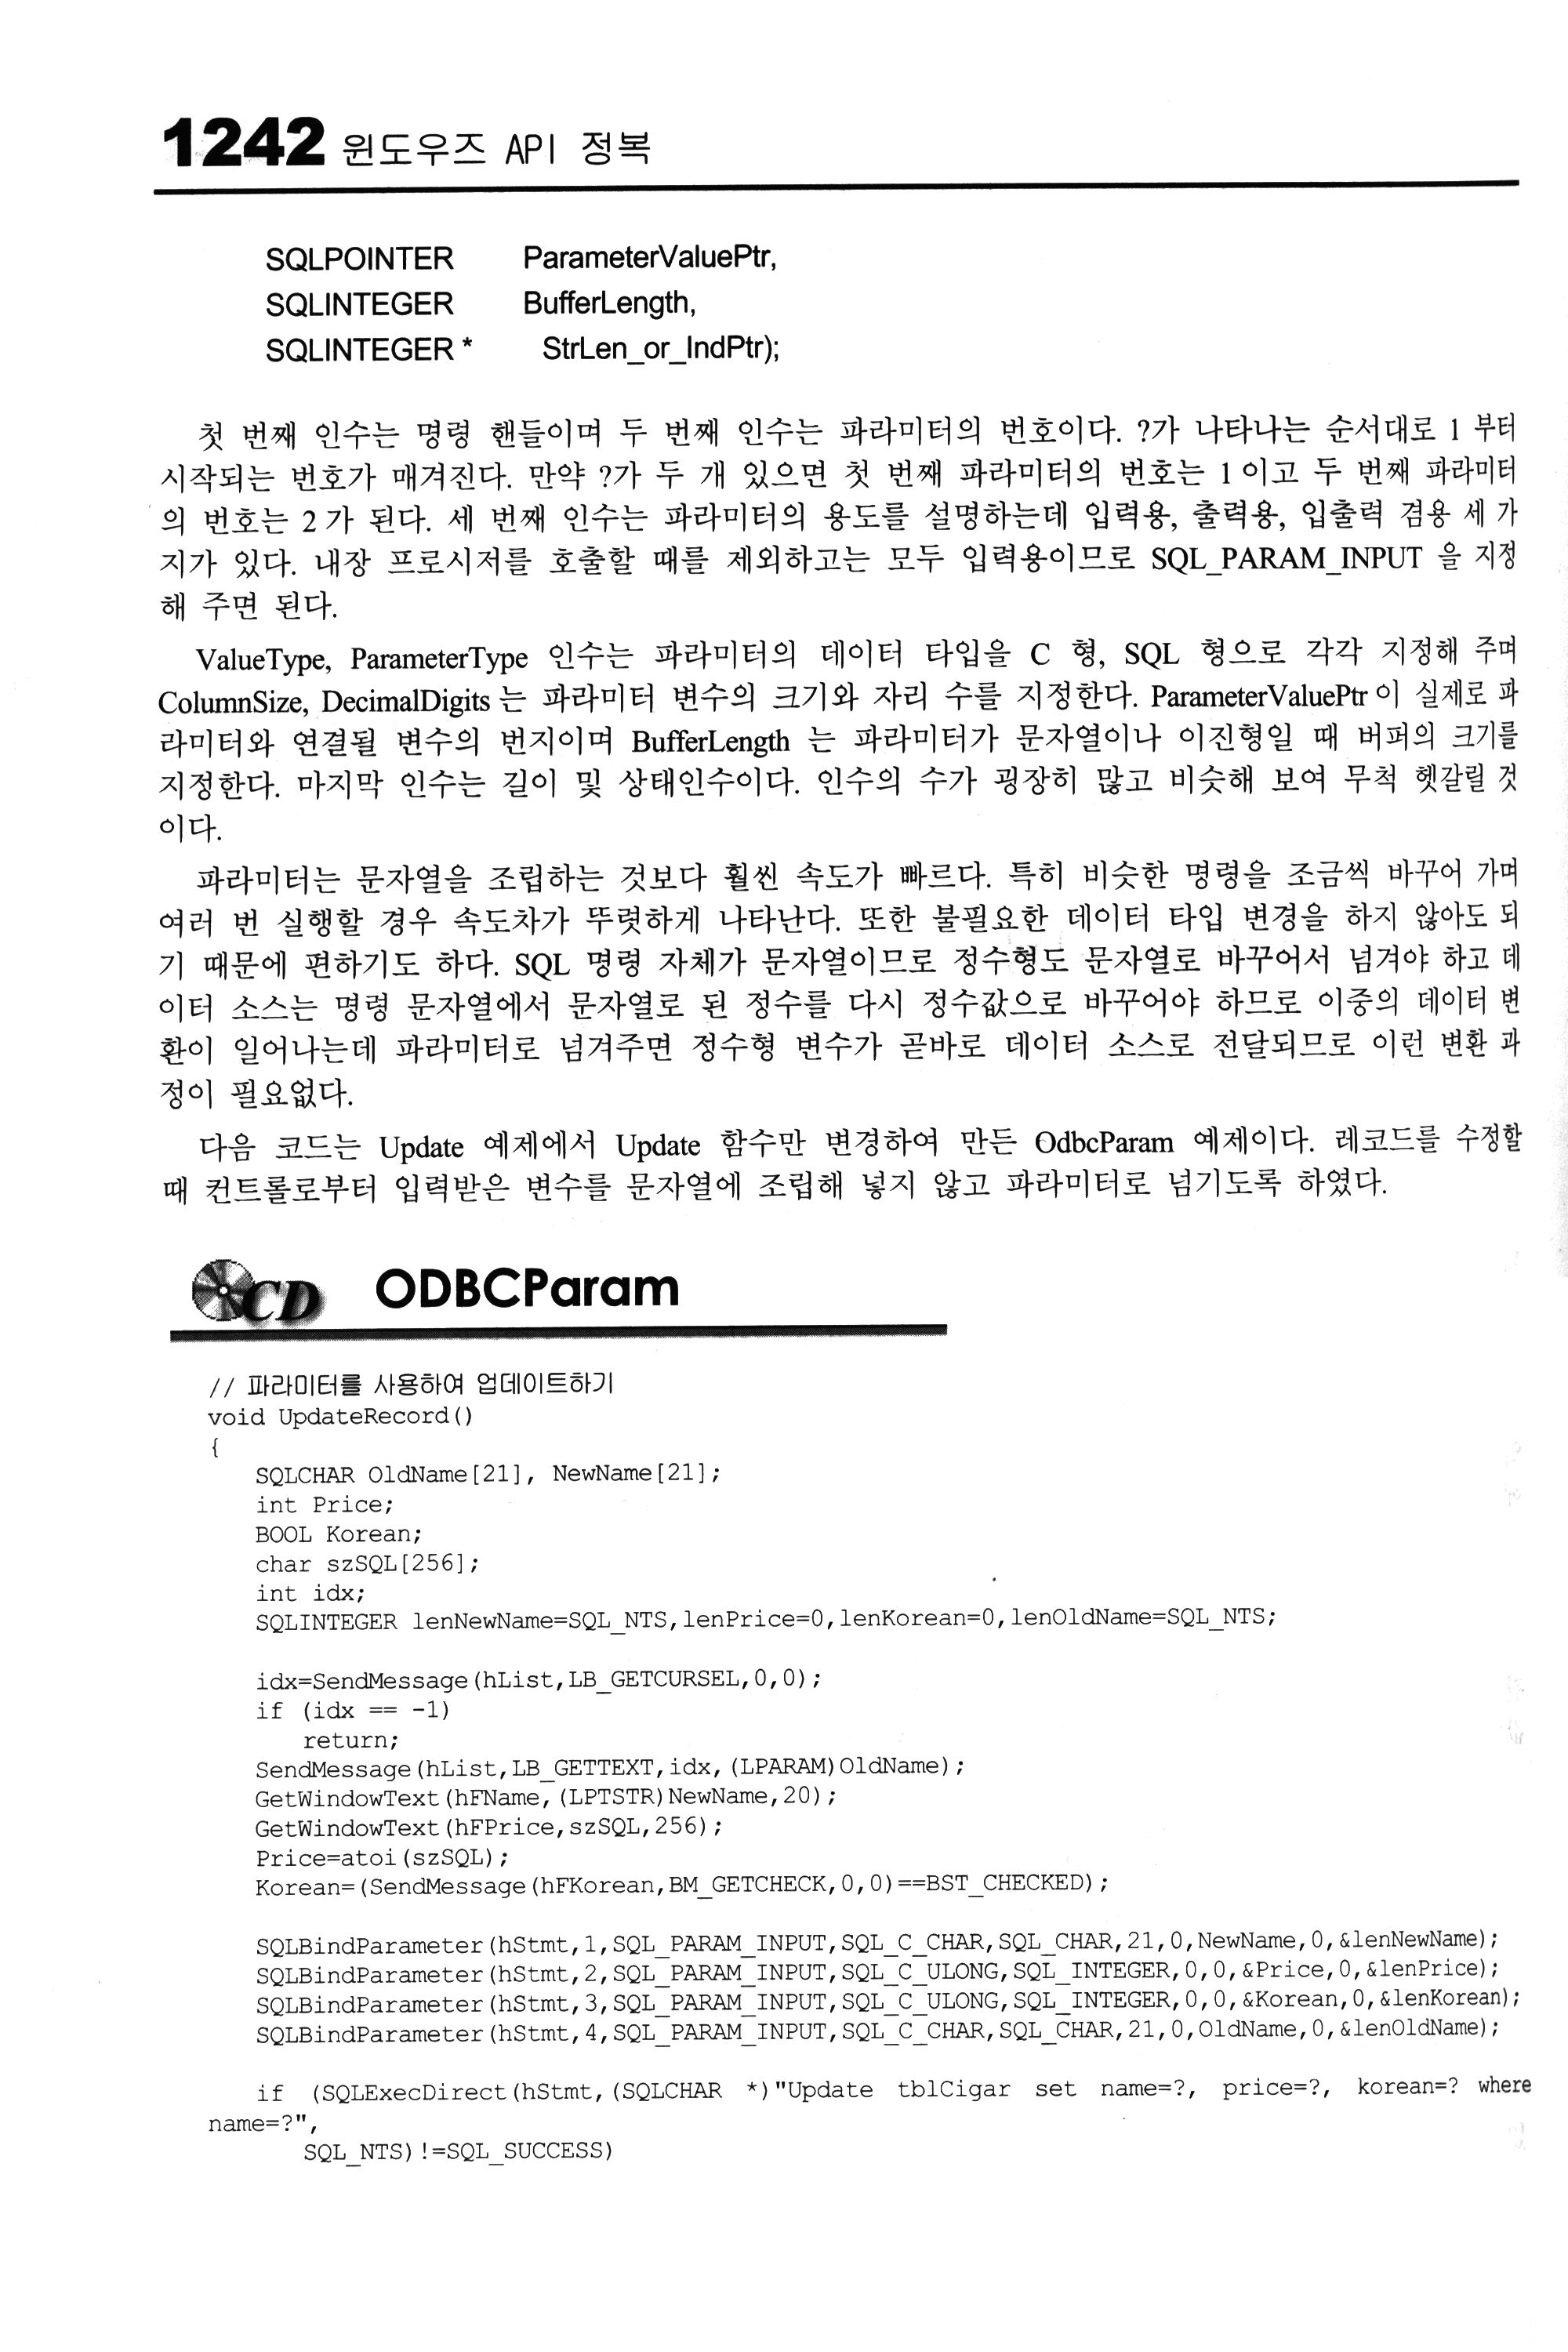 1242 윈도우즈 API 정복
SQLPOINTER ParameterValuePtr,
SQLINTEGER BufferLength,
SQLINTEGER * StrLen_or_IndPtr);
첫 번째 인수는 명령 핸들이며 두 번째 인수는 파라미터의 번호이다. ?가 나타나는 순서대로 1 부터
시작되는 번호가 매겨진다. 만약 ?가 두 개 있으면 첫 번째 파라미터의 번호는 1 이고 두 번째 파라미터
의 번호는 2 가 된다. 세 번째 인수는 파라미터의 용도를 설명하는데 입력용, 출력용, 입출력 겸용 세 가
지가 있다. 내장 프로시저를 호출할 때를 제외하고는 모두 입력용이므로 SQL_PARAM_INPUT 을 지정
해 주면 된다.
ValueType, ParameterType 인수는 파라미터의 데이터 타입을 C 형, SQL 형으로 각각 지정해 주며
ColumnSize, DecimalDigits 는 파라미터 변수의 크기와 자리 수를 지정한다. ParameterValuePtr 이 실제로 파
라미터와 연결될 변수의 번지이며 BufferLength 는 파라미터가 문자열이나 이진형일 때 버퍼의 크기를
지정한다. 마지막 인수는 길이 및 상태인수이다. 인수의 수가 굉장히 많고 비슷해 보여 무척 헷갈릴 것
이다.
파라미터는 문자열을 조립하는 것보다 훨씬 속도가 빠르다. 특히 비슷한 명령을 조금씩 바꾸어 가며
여러 번 실행할 경우 속도차가 뚜렷하게 나타난다. 또한 불필요한 데이터 타입 변경을 하지 않아도 되
기 때문에 편하기도 하다. SQL 명령 자체가 문자열이므로 정수형도 문자열로 바꾸어서 넘겨야 하고 데
이터 소스는 명령 문자열에서 문자열로 된 정수를 다시 정수값으로 바꾸어야 하므로 이중의 데이터 변
환이 일어나는데 파라미터로 넘겨주면 정수형 변수가 곧바로 데이터 소스로 전달되므로 이런 변환 과
정이 필요없다.
다음 코드는 Update 예제에서 Update 함수만 변경하여 만든 OdbcParam 예제이다. 레코드를 수정할
때 컨트롤로부터 입력받은 변수를 문자열에 조립해 넣지 않고 파라미터로 넘기도록 하였다.
CD ODBCParam
// 파라미터를 사용하여 업데이트하기
void UpdateRecord()
{
SQLCHAR OldName[21], NewName[21];
int Price;
BOOL Korean;
char szSQL[256];
int idx;
SQLINTEGER lenNewName=SQL_NTS,lenPrice=0,lenKorean=0,lenOldName=SQL_NTS;
idx=SendMessage(hList,LB_GETCURSEL,0,0);
if (idx == -1)
return;
SendMessage(hList,LB_GETTEXT,idx,(LPARAM)OldName);
GetWindowText(hFName,(LPTSTR)NewName,20);
GetWindowText(hFPrice,szSQL,256);
Price=atoi(szSQL);
Korean=(SendMessage(hFKorean,BM_GETCHECK,0,0)==BST_CHECKED);
SQLBindParameter(hStmt,1,SQL_PARAM_INPUT,SQL_C_CHAR,SQL_CHAR,21,0,NewName,0,&lenNewName);
SQLBindParameter(hStmt,2,SQL_PARAM_INPUT,SQL_C_ULONG,SQL_INTEGER,0,0,&Price,0,&lenPrice);
SQLBindParameter(hStmt,3,SQL_PARAM_INPUT,SQL_C_ULONG,SQL_INTEGER,0,0,&Korean,0,&lenKorean);
SQLBindParameter(hStmt,4,SQL_PARAM_INPUT,SQL_C_CHAR,SQL_CHAR,21,0,OldName,0,&lenOldName);
if (SQLExecDirect(hStmt,(SQLCHAR *)"Update tblCigar set name=?, price=?, korean=? where
name=?",
SQL_NTS)!=SQL_SUCCESS)